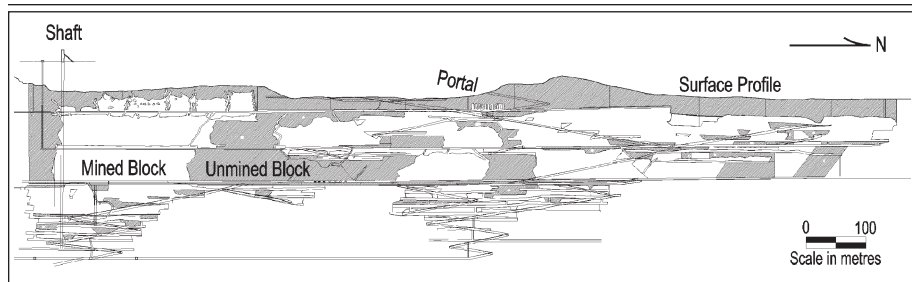 Shaft
N
Portal
Surface Profile
Mined Block
Unmined Block
0 100
Scale in metres